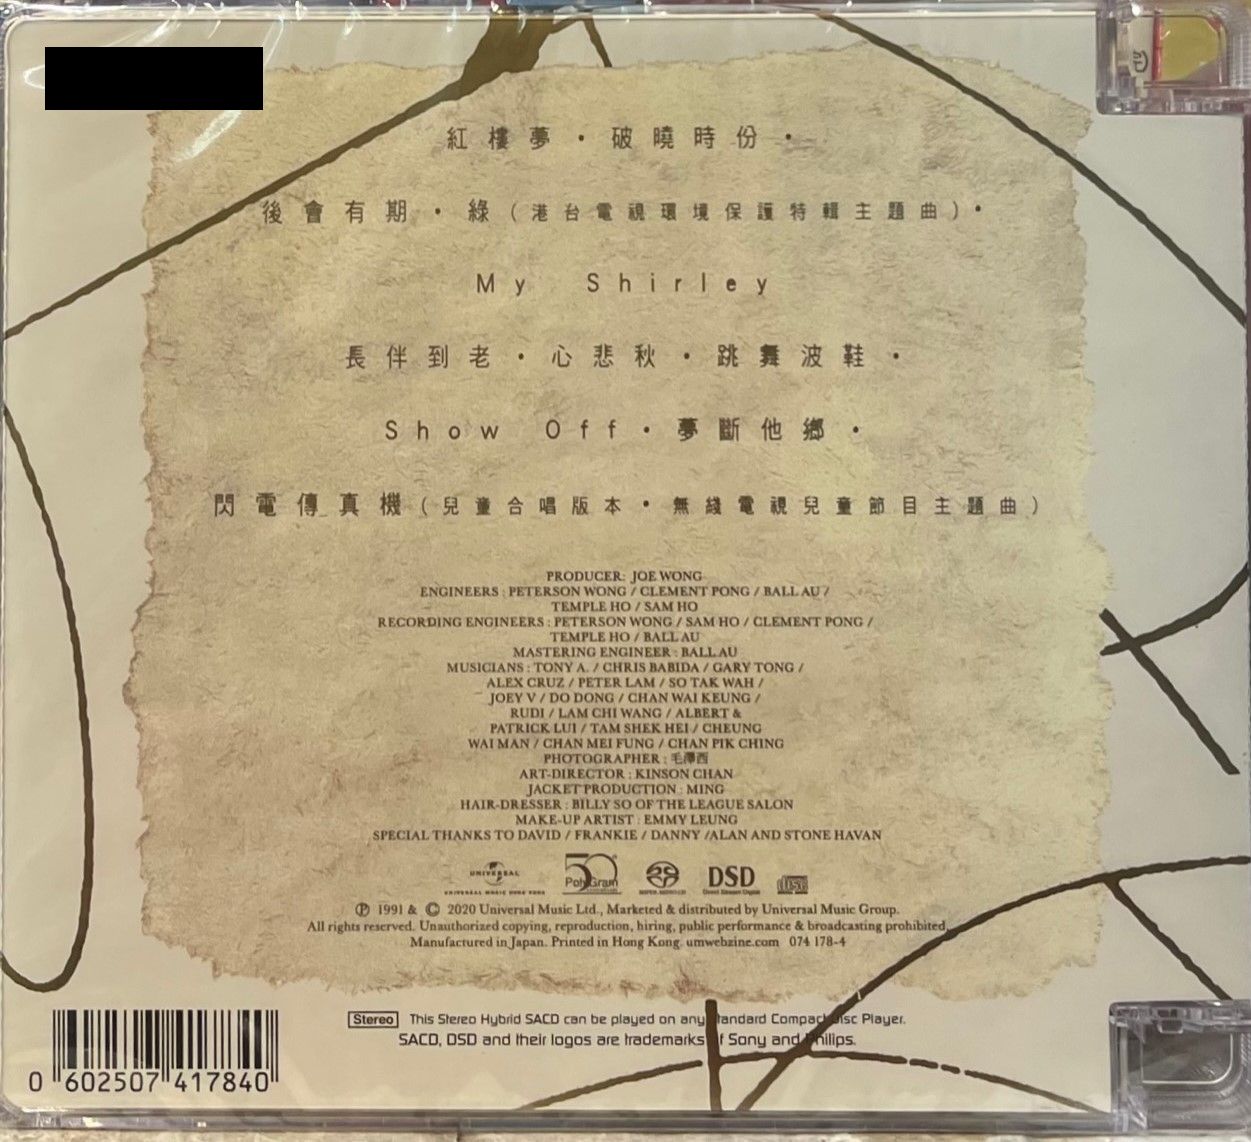 紅樓夢・破曉時份・
後會有期・綠(港台電視環境保護特輯主題曲)・
My Shirley
長伴到老・心悲秋・跳舞波鞋・
Show Off・夢斷他鄉・
閃電傳真機(兒童合唱版本・無綫電視兒童節目主題曲)
PRODUCER: JOE WONG
ENGINEERS : PETERSON WONG / CLEMENT PONG / BALL AU /
TEMPLE HO / SAM HO
RECORDING ENGINEERS : PETERSON WONG / SAM HO / CLEMENT PONG /
TEMPLE HO / BALL AU
MASTERING ENGINEER : BALL AU
MUSICIANS : TONY A. / CHRIS BABIDA / GARY TONG /
ALEX CRUZ / PETER LAM / SO TAK WAH /
JOEY V / DO DONG / CHAN WAI KEUNG /
RUDI / LAM CHI WANG / ALBERT &
PATRICK LUI / TAM SHEK HEI / CHEUNG
WAI MAN / CHAN MEI FUNG / CHAN PIK CHING
PHOTOGRAPHER : 毛澤西
ART-DIRECTOR : KINSON CHAN
JACKET PRODUCTION : MING
HAIR-DRESSER : BILLY SO OF THE LEAGUE SALON
MAKE-UP ARTIST : EMMY LEUNG
SPECIAL THANKS TO DAVID / FRANKIE / DANNY /ALAN AND STONE HAVAN
UNIVERSAL
UNIVERSAL MUSIC HONG KONG
50
PolyGram
SUPER AUDIO CD
DSD
Direct Stream Digital
disc
℗ 1991 & © 2020 Universal Music Ltd., Marketed & distributed by Universal Music Group.
All rights reserved. Unauthorized copying, reproduction, hiring, public performance & broadcasting prohibited.
Manufactured in Japan. Printed in Hong Kong. umwebzine.com 074 178-4
Stereo This Stereo Hybrid SACD can be played on any standard Compact Disc Player.
SACD, DSD and their logos are trademarks of Sony and Philips.
0 602507 417840